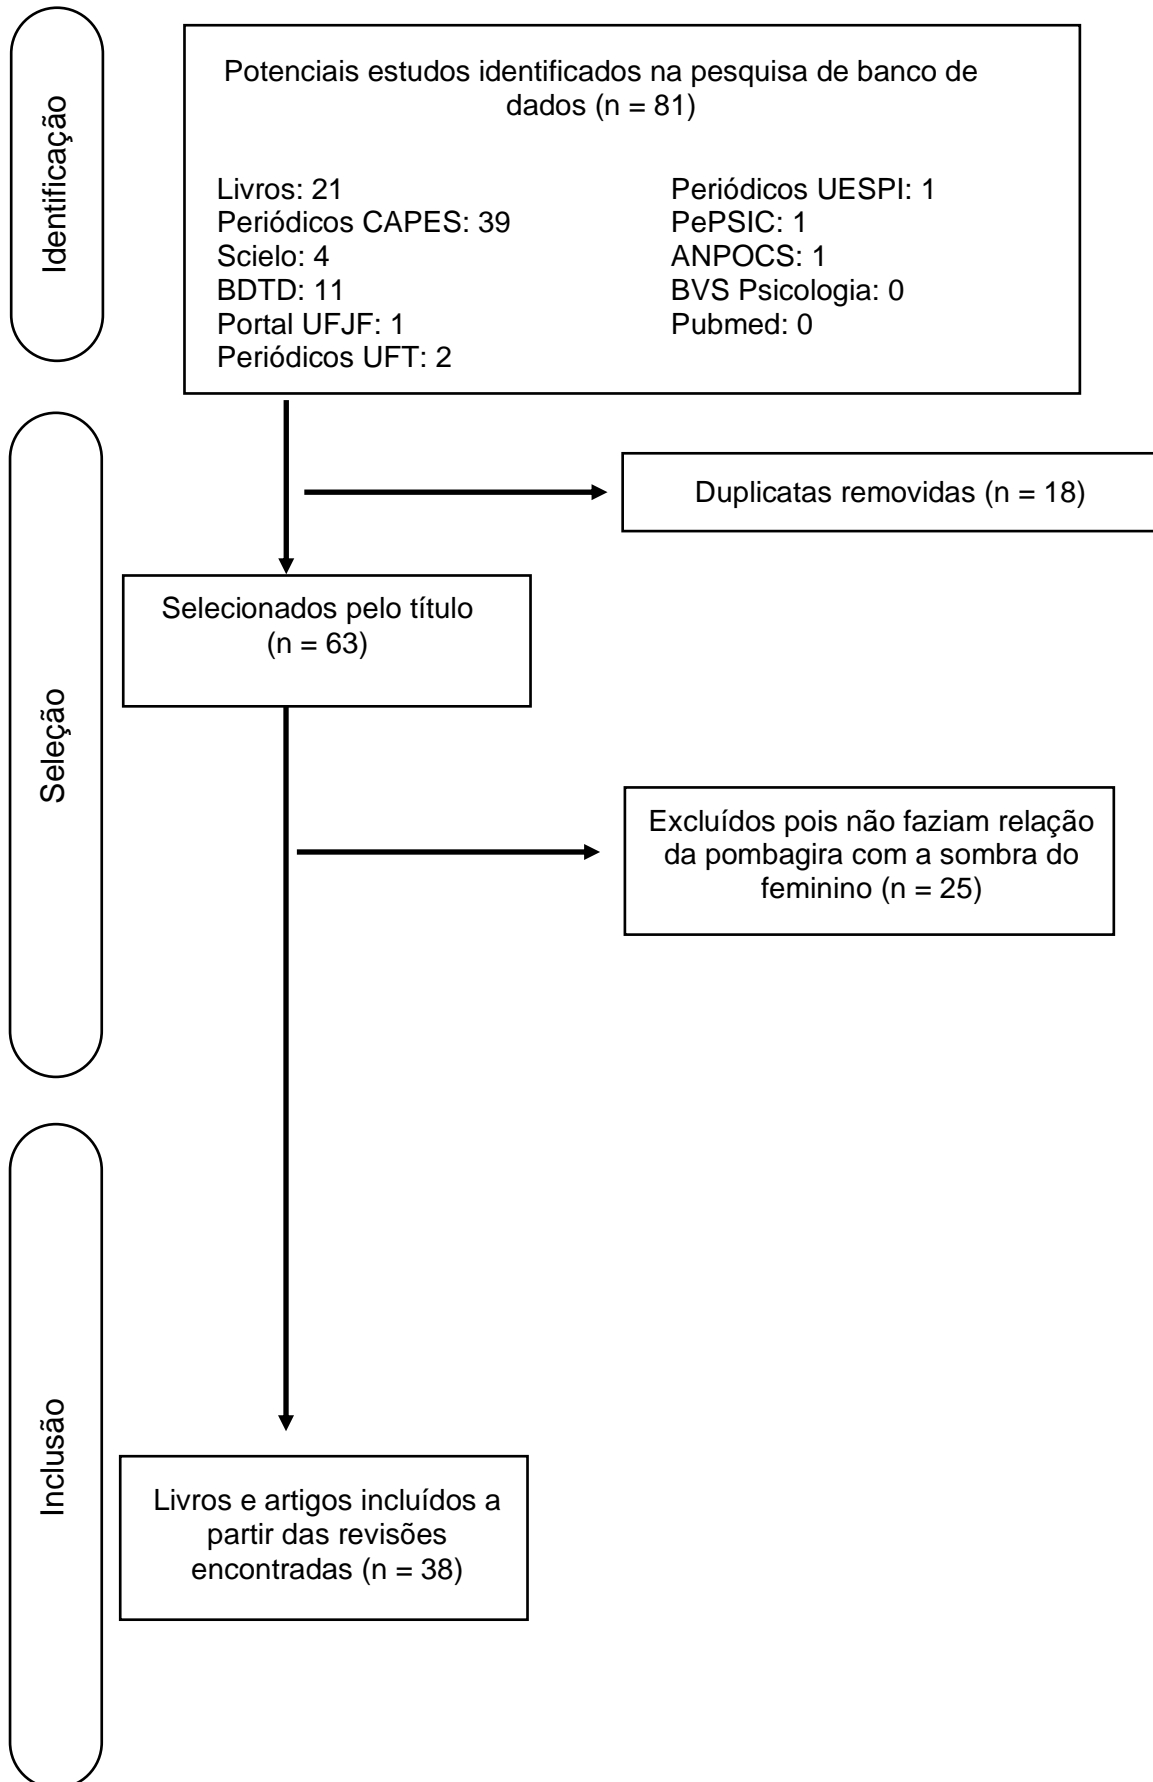 Identificação
Potenciais estudos identificados na pesquisa de banco de
dados (n = 81)
Livros: 21
Periódicos CAPES: 39
Scielo: 4
BDTD: 11
Portal UFJF: 1
Periódicos UFT: 2
Periódicos UESPI: 1
PePSIC: 1
ANPOCS: 1
BVS Psicologia: 0
Pubmed: 0
Seleção
Duplicatas removidas (n = 18)
Selecionados pelo título
(n = 63)
Excluídos pois não faziam relação
da pombagira com a sombra do
feminino (n = 25)
Inclusão
Livros e artigos incluídos a
partir das revisões
encontradas (n = 38)